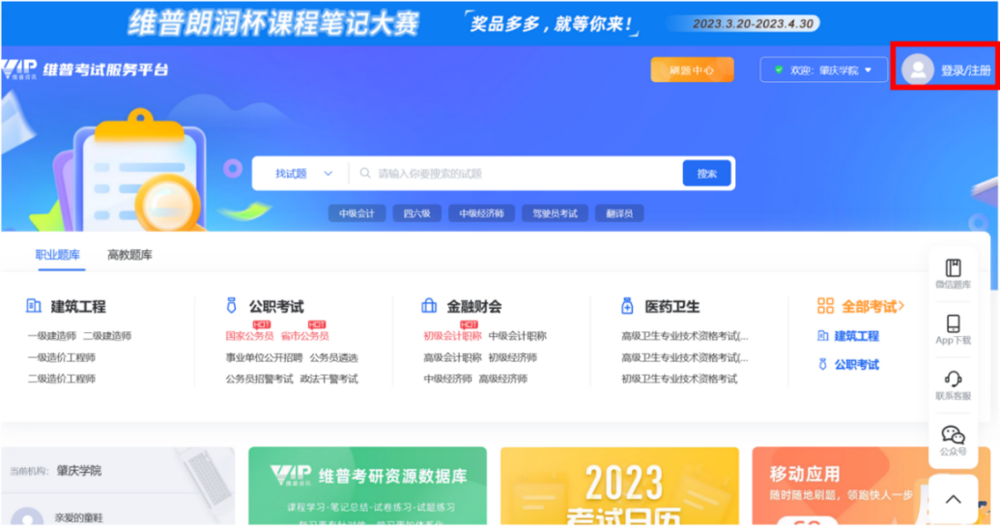 维普朗润杯课程笔记大赛 奖品多多，就等你来！ 2023.3.20-2023.4.30
VIP 维普资讯 维普考试服务平台 刷题中心 欢迎：肇庆学院 登录/注册
找试题 请输入你要搜索的试题 搜索
中级会计 四六级 中级经济师 驾驶员考试 翻译员
职业题库 高教题库
建筑工程
一级建造师 二级建造师
一级造价工程师
二级造价工程师
公职考试
HOT HOT
国家公务员 省市公务员
事业单位公开招聘 公务员遴选
公务员招警考试 政法干警考试
金融财会
HOT
初级会计职称 中级会计职称
高级会计职称 初级经济师
中级经济师 高级经济师
医药卫生
高级卫生专业技术资格考试(...
高级卫生专业技术资格考试(...
初级卫生专业技术资格考试
全部考试>
建筑工程
公职考试
微信题库
App下载
联系客服
公众号
当前机构： 肇庆学院
亲爱的童鞋
VIP 维普资讯 维普考研资源数据库
课程学习-笔记总结-试卷练习-试题练习
2023
考试日历
移动应用
随时随地刷题，领跑快人一步